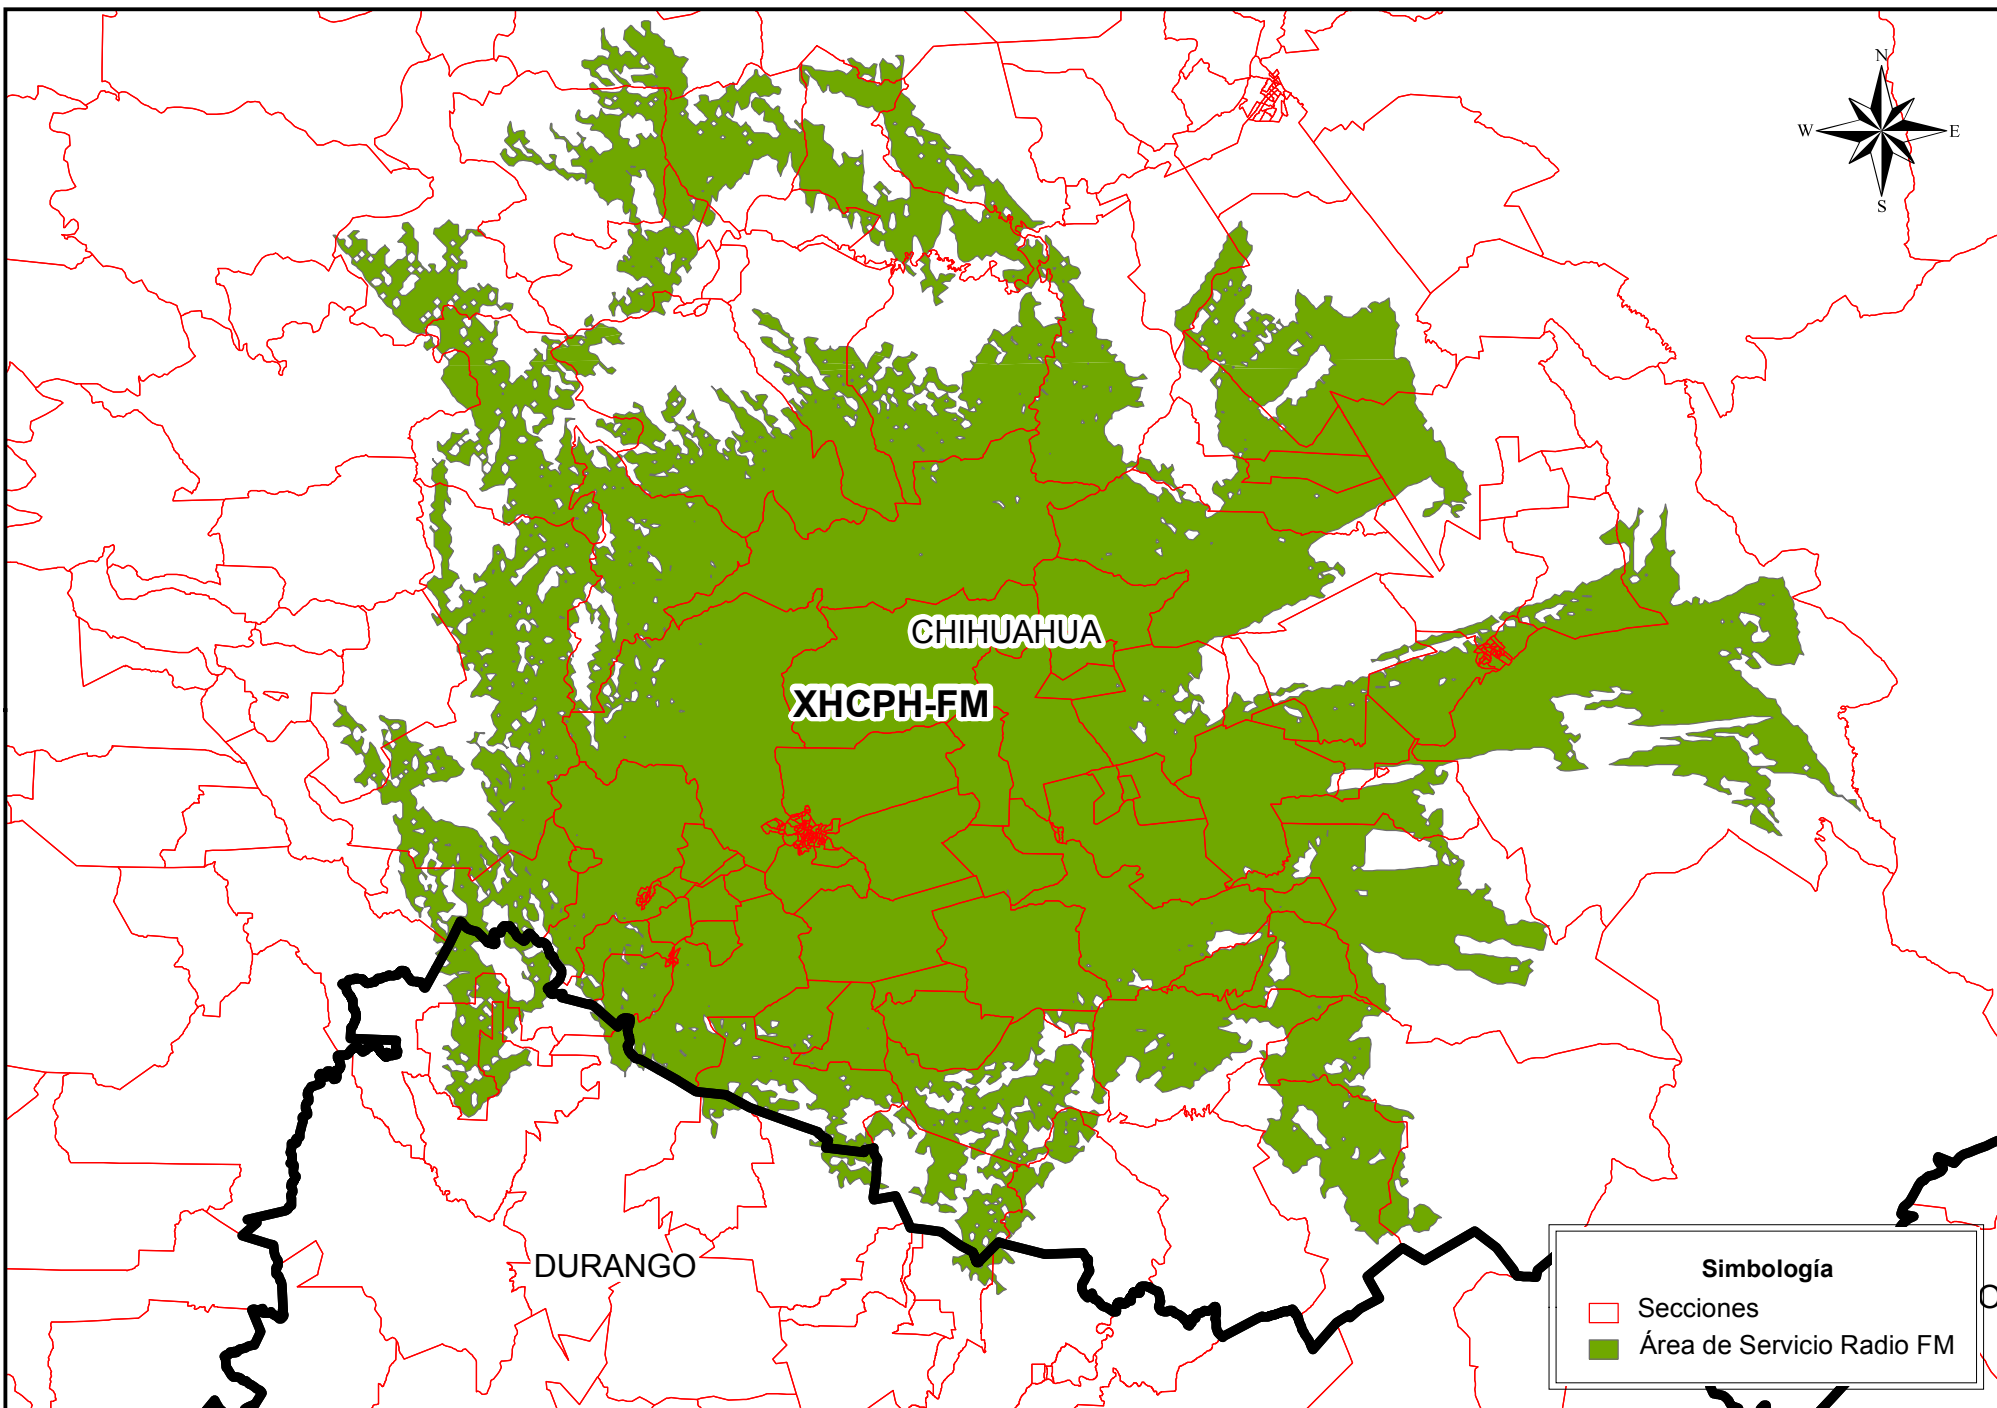 N
W E
S
CHIHUAHUA
XHCPH-FM
DURANGO
Simbología
Secciones
Área de Servicio Radio FM